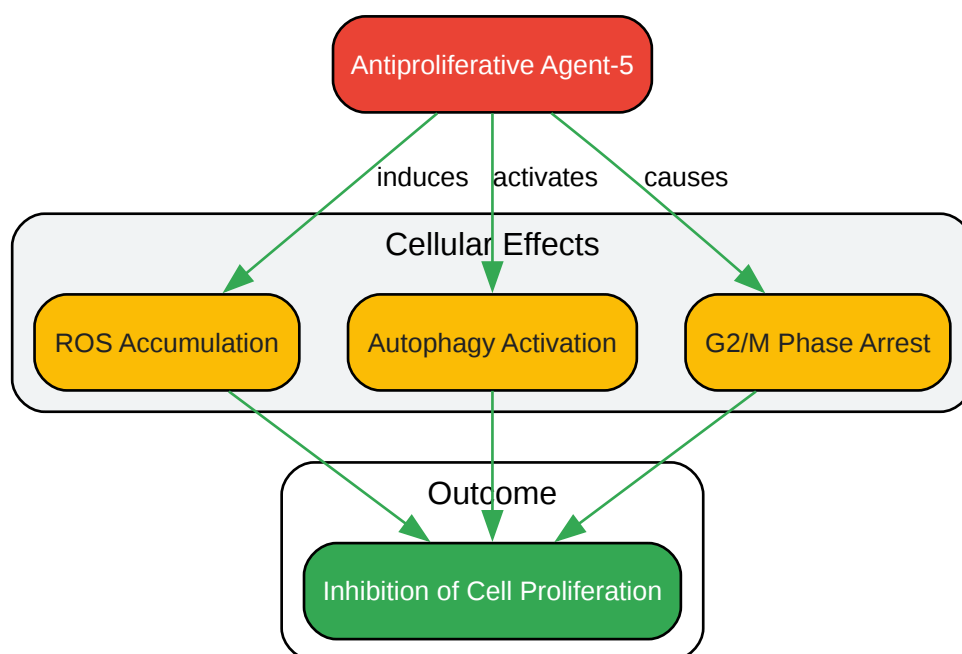 Antiproliferative Agent-5
induces
activates
causes
Cellular Effects
ROS Accumulation
Autophagy Activation
G2/M Phase Arrest
Outcome
Inhibition of Cell Proliferation